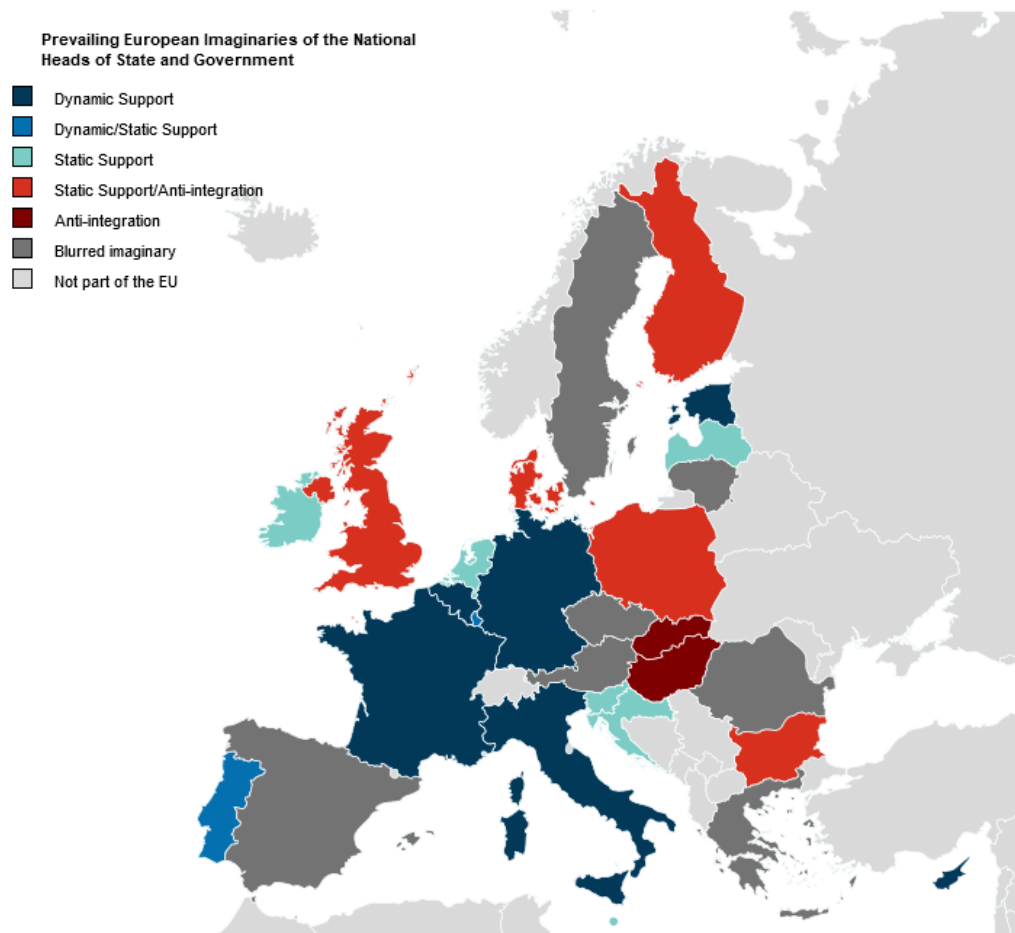 Prevailing European Imaginaries of the National
Heads of State and Government
Dynamic Support
Dynamic/Static Support
Static Support
Static Support/Anti-integration
Anti-integration
Blurred imaginary
Not part of the EU